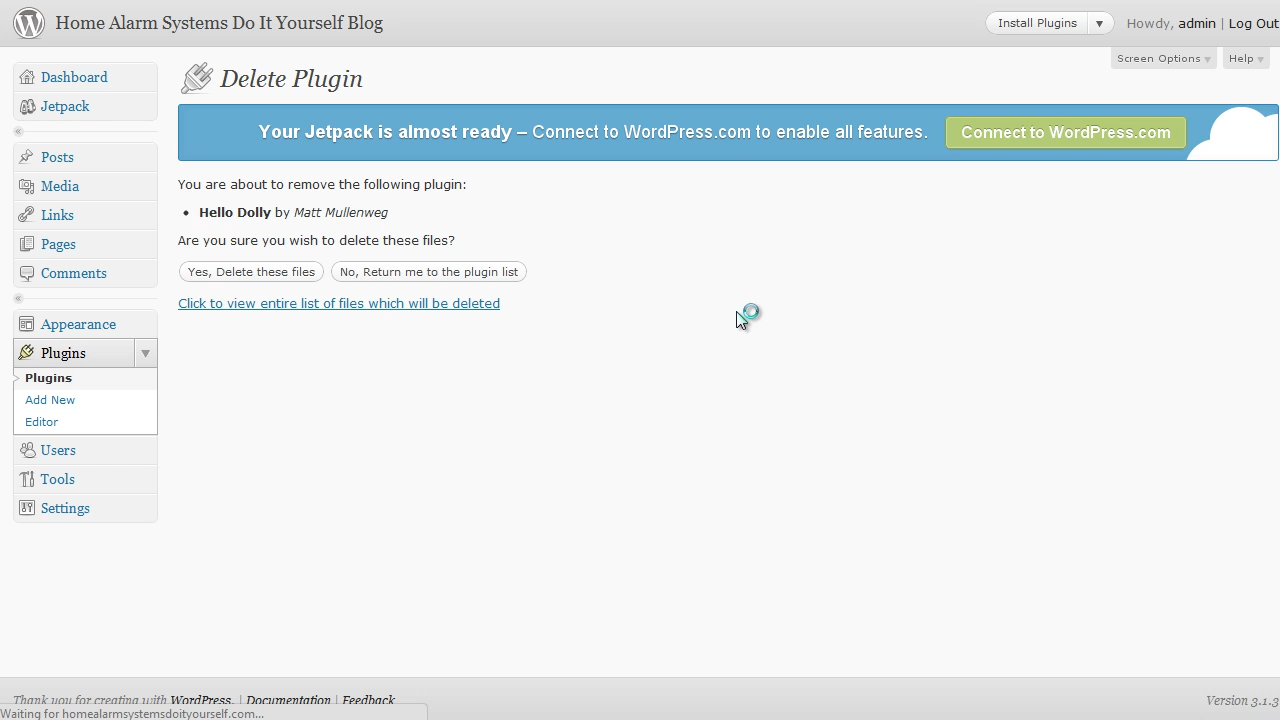 Home Alarm Systems Do It Yourself Blog
Install Plugins
Howdy, admin | Log Out
Screen Options
Help
Dashboard
Jetpack
Posts
Media
Links
Pages
Comments
Appearance
Plugins
Plugins
Add New
Editor
Users
Tools
Settings
Delete Plugin
Your Jetpack is almost ready – Connect to WordPress.com to enable all features.
Connect to WordPress.com
You are about to remove the following plugin:
Hello Dolly by Matt Mullenweg
Are you sure you wish to delete these files?
Yes, Delete these files
No, Return me to the plugin list
Click to view entire list of files which will be deleted
Thank you for creating with WordPress. | Documentation | Feedback
Version 3.1.3
Waiting for homealarmsystemsdoityourself.com...